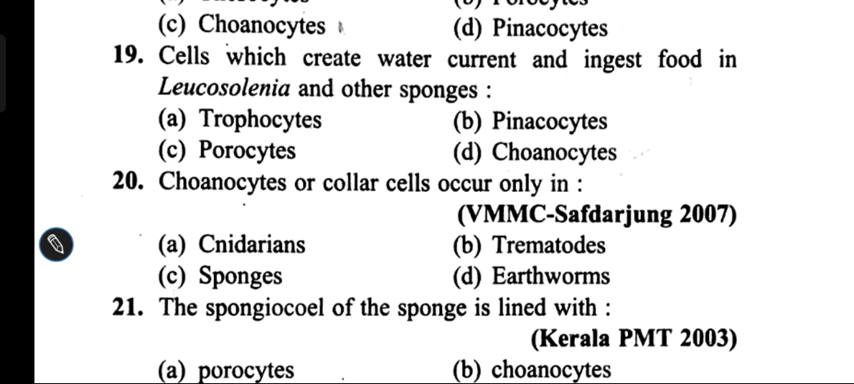 (c) Choanocytes (d) Pinacocytes
19. Cells which create water current and ingest food in
Leucosolenia and other sponges :
(a) Trophocytes (b) Pinacocytes
(c) Porocytes (d) Choanocytes
20. Choanocytes or collar cells occur only in :
(VMMC-Safdarjung 2007)
(a) Cnidarians (b) Trematodes
(c) Sponges (d) Earthworms
21. The spongiocoel of the sponge is lined with :
(Kerala PMT 2003)
(a) porocytes (b) choanocytes